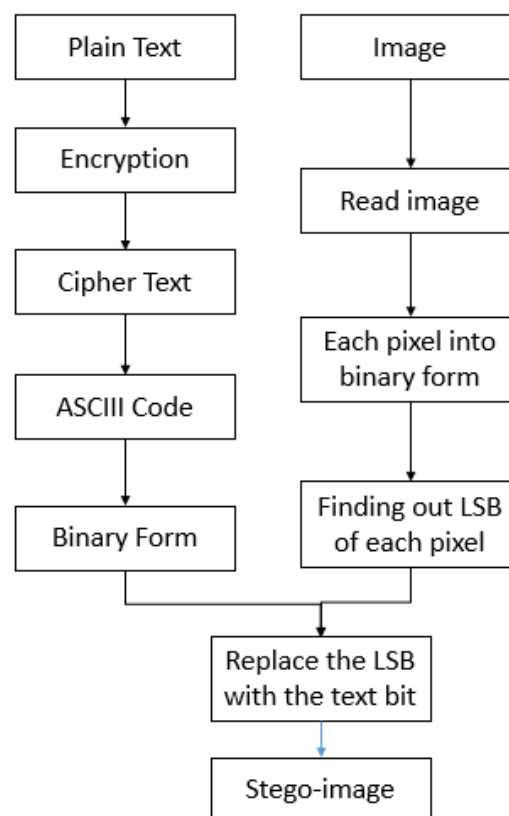 Plain Text
Encryption
Cipher Text
ASCIII Code
Binary Form
Image
Read image
Each pixel into
binary form
Finding out LSB
of each pixel
Replace the LSB
with the text bit
Stego-image